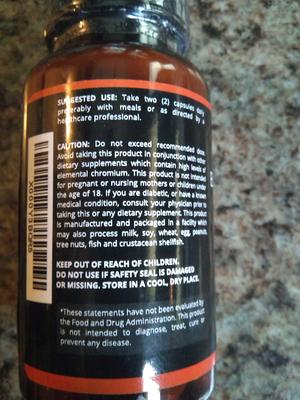 SUGGESTED USE: Take two (2) capsules daily
preferably with meals or as directed by a
healthcare professional.
CAUTION: Do not exceed recommended dose.
Avoid taking this product in conjunction with other
dietary supplements which contain high levels of
elemental chromium. This product is not intended
for pregnant or nursing mothers or children under
the age of 18. If you are diabetic, or have a known
medical condition, consult your physician prior to
taking this or any dietary supplement. This product
is manufactured and packaged in a facility which
may also process milk, soy, wheat, egg, peanuts,
tree nuts, fish and crustacean shellfish.
KEEP OUT OF REACH OF CHILDREN.
DO NOT USE IF SAFETY SEAL IS DAMAGED
OR MISSING. STORE IN A COOL, DRY PLACE.
*These statements have not been evaluated by
the Food and Drug Administration. This product
is not intended to diagnose, treat, cure or
prevent any disease.